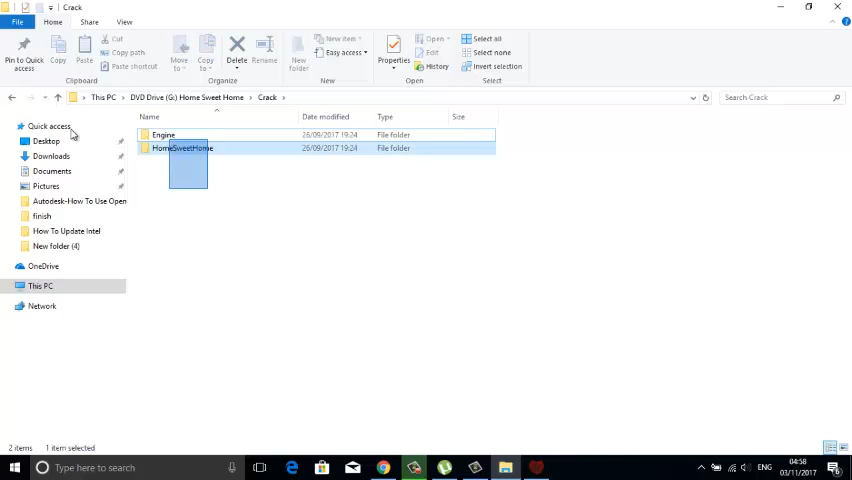 Crack
File Home Share View
Pin to Quick access
Copy
Paste
Cut
Copy path
Paste shortcut
Clipboard
Move to
Copy to
Delete
Rename
Organize
New folder
New item
Easy access
New
Properties
Open
Edit
History
Open
Select all
Select none
Invert selection
Select
This PC DVD Drive (G:) Home Sweet Home Crack
Search Crack
Name Date modified Type Size
Engine 26/09/2017 19:24 File folder
HomeSweetHome 26/09/2017 19:24 File folder
Quick access
Desktop
Downloads
Documents
Pictures
Autodesk-How To Use Open
finish
How To Update Intel
New folder (4)
OneDrive
This PC
Network
2 items 1 item selected
Type here to search
ENG
04:58
03/11/2017